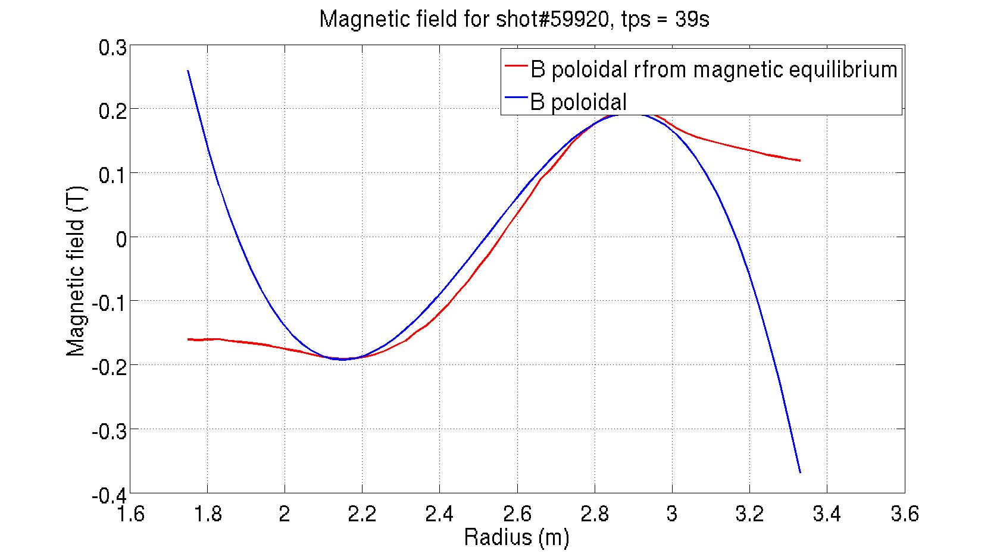 Magnetic field for shot#59920, tps = 39s
0.3
0.2
0.1
0
-0.1
-0.2
-0.3
-0.4
Magnetic field (T)
B poloidal rfrom magnetic equilibrium
B poloidal
1.6 1.8 2 2.2 2.4 2.6 2.8 3 3.2 3.4 3.6
Radius (m)